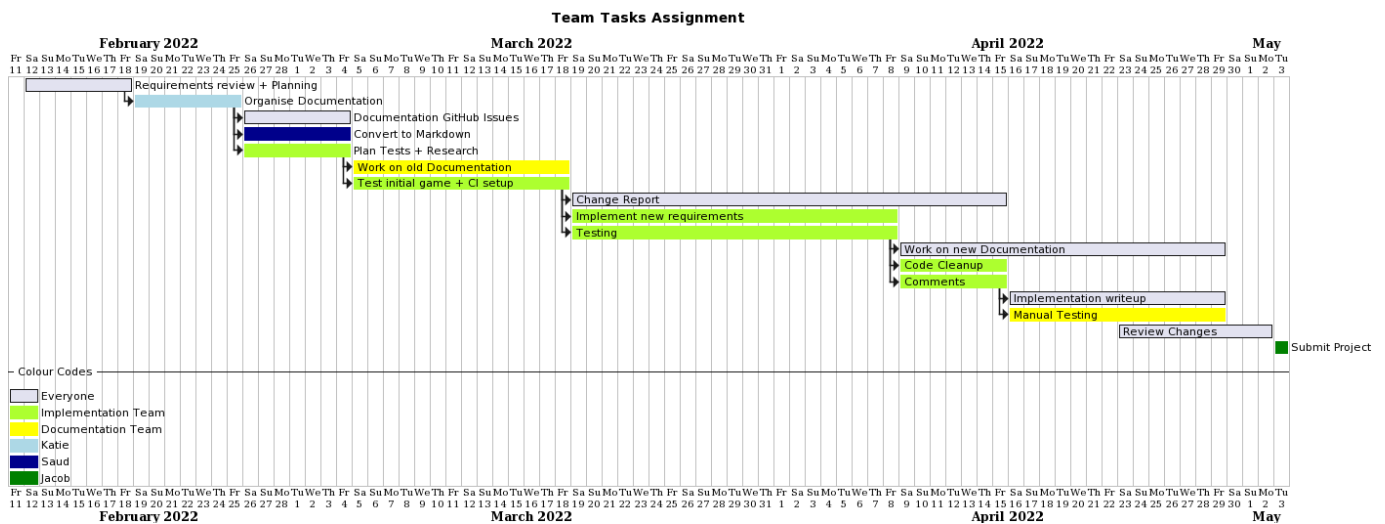 Team Tasks Assignment
February 2022 March 2022 April 2022 May
Fr Sa Su Mo Tu We Th Fr Sa Su Mo Tu We Th Fr Sa Su Mo Tu We Th Fr Sa Su Mo Tu We Th Fr Sa Su Mo Tu We Th Fr Sa Su Mo Tu We Th Fr Sa Su Mo Tu We Th Fr Sa Su Mo Tu We Th Fr Sa Su Mo Tu We Th Fr Sa Su Mo Tu We Th Fr Sa Su Mo Tu We Th Fr Sa Su Mo Tu
11 12 13 14 15 16 17 18 19 20 21 22 23 24 25 26 27 28 1 2 3 4 5 6 7 8 9 10 11 12 13 14 15 16 17 18 19 20 21 22 23 24 25 26 27 28 29 30 31 1 2 3 4 5 6 7 8 9 10 11 12 13 14 15 16 17 18 19 20 21 22 23 24 25 26 27 28 29 30 1 2 3
Requirements review + Planning
Organise Documentation
Documentation GitHub Issues
Convert to Markdown
Plan Tests + Research
Work on old Documentation
Test initial game + CI setup
Change Report
Implement new requirements
Testing
Work on new Documentation
Code Cleanup
Comments
Implementation writeup
Manual Testing
Review Changes
Submit Project
Colour Codes
Everyone
Implementation Team
Documentation Team
Katie
Saud
Jacob
Fr Sa Su Mo Tu We Th Fr Sa Su Mo Tu We Th Fr Sa Su Mo Tu We Th Fr Sa Su Mo Tu We Th Fr Sa Su Mo Tu We Th Fr Sa Su Mo Tu We Th Fr Sa Su Mo Tu We Th Fr Sa Su Mo Tu We Th Fr Sa Su Mo Tu We Th Fr Sa Su Mo Tu We Th Fr Sa Su Mo Tu We Th Fr Sa Su Mo Tu
11 12 13 14 15 16 17 18 19 20 21 22 23 24 25 26 27 28 1 2 3 4 5 6 7 8 9 10 11 12 13 14 15 16 17 18 19 20 21 22 23 24 25 26 27 28 29 30 31 1 2 3 4 5 6 7 8 9 10 11 12 13 14 15 16 17 18 19 20 21 22 23 24 25 26 27 28 29 30 1 2 3
February 2022 March 2022 April 2022 May